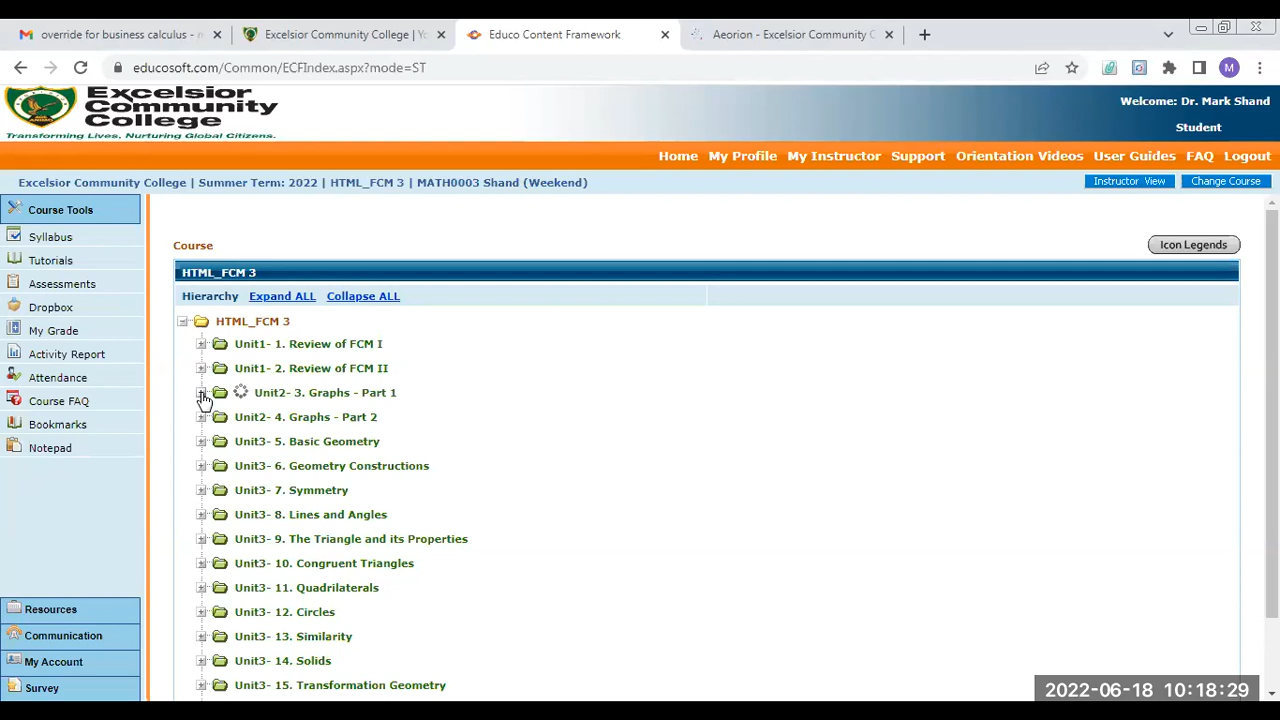 override for business calculus - m
Excelsior Community College | Yo
Educo Content Framework
Aeorion - Excelsior Community C
educosoft.com/Common/ECFIndex.aspx?mode=ST
M
Excelsior
Community
College
Transforming Lives, Nurturing Global Citizens.
Welcome: Dr. Mark Shand
Student
Home My Profile My Instructor Support Orientation Videos User Guides FAQ Logout
Excelsior Community College | Summer Term: 2022 | HTML_FCM 3 | MATH0003 Shand (Weekend)
Instructor View
Change Course
Course Tools
Syllabus
Tutorials
Assessments
Dropbox
My Grade
Activity Report
Attendance
Course FAQ
Bookmarks
Notepad
Resources
Communication
My Account
Survey
Course
Icon Legends
HTML_FCM 3
Hierarchy Expand ALL Collapse ALL
HTML_FCM 3
Unit1- 1. Review of FCM I
Unit1- 2. Review of FCM II
Unit2- 3. Graphs - Part 1
Unit2- 4. Graphs - Part 2
Unit3- 5. Basic Geometry
Unit3- 6. Geometry Constructions
Unit3- 7. Symmetry
Unit3- 8. Lines and Angles
Unit3- 9. The Triangle and its Properties
Unit3- 10. Congruent Triangles
Unit3- 11. Quadrilaterals
Unit3- 12. Circles
Unit3- 13. Similarity
Unit3- 14. Solids
Unit3- 15. Transformation Geometry
2022-06-18 10:18:29